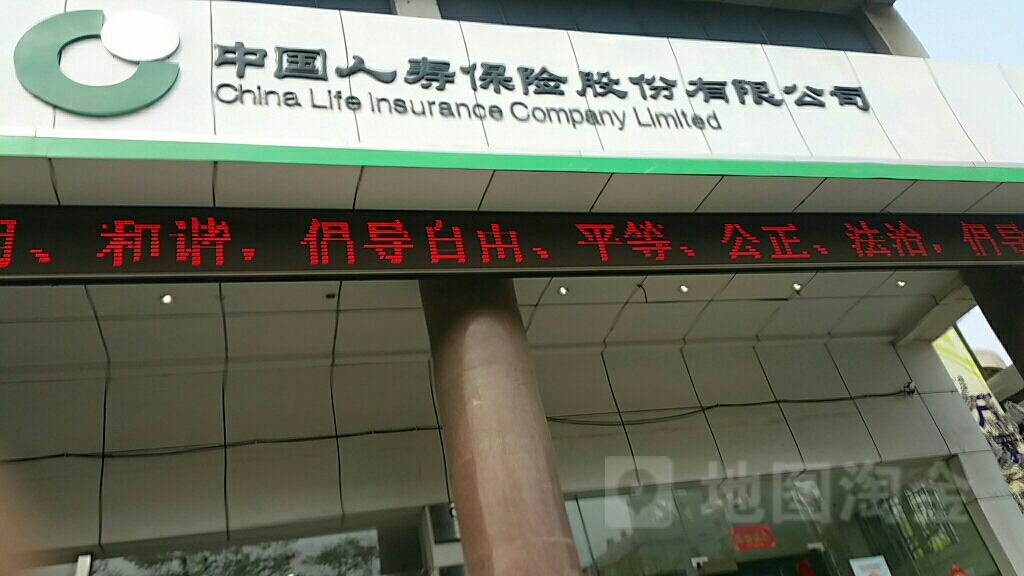 中国人寿保险股份有限公司
China Life Insurance Company Limited
、和谐，倡导自由、平等、公正、法治，倡导
地图淘金